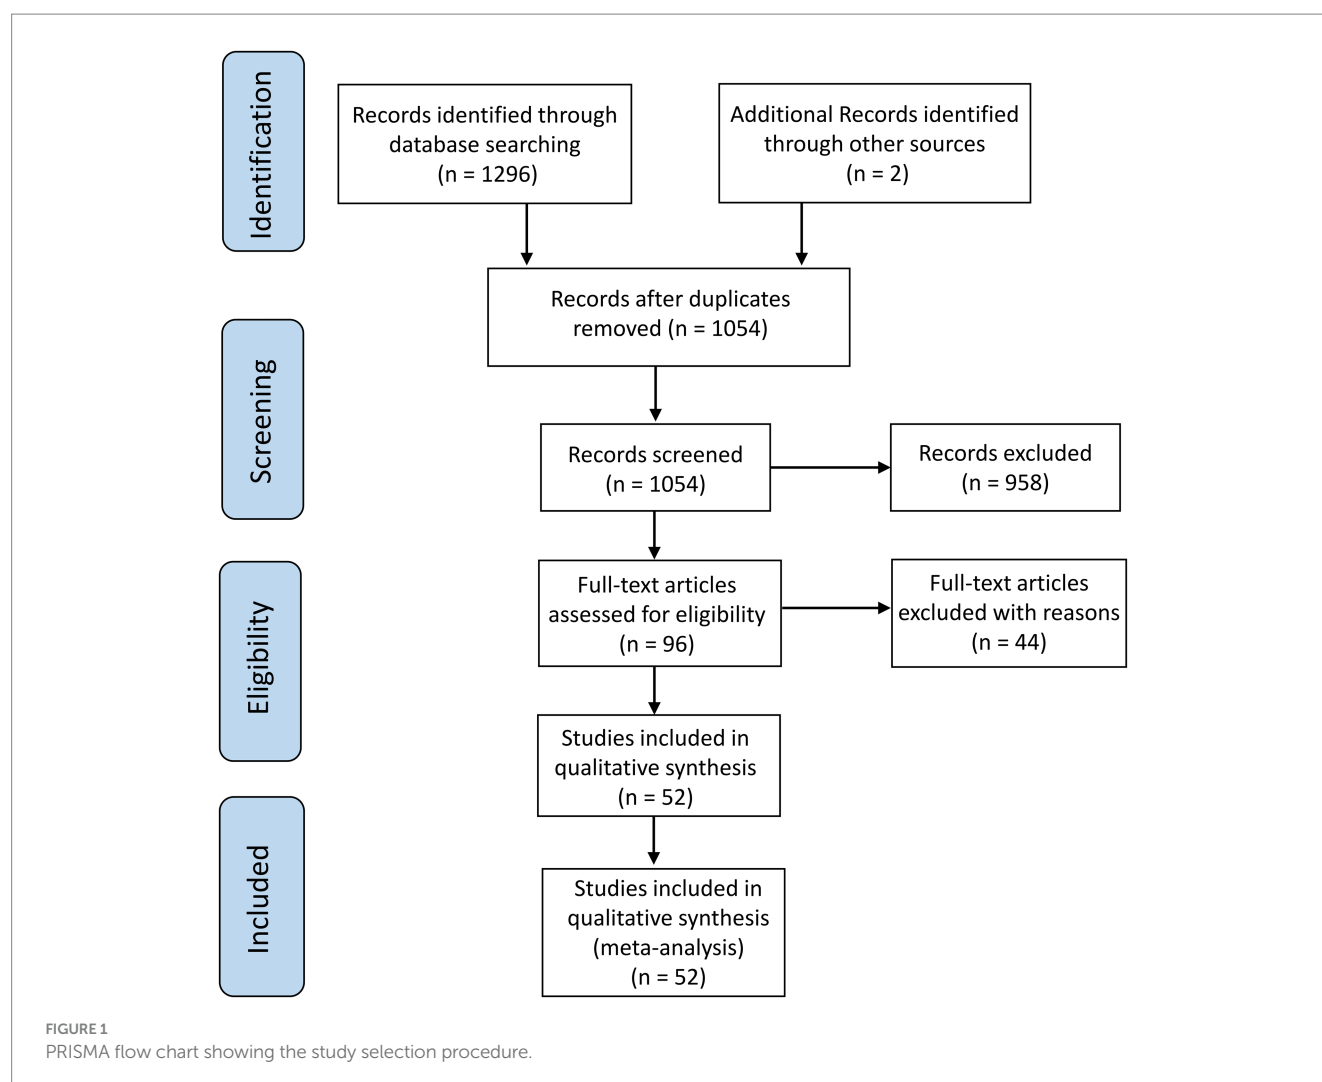 Identification
Records identified through
database searching
(n = 1296)
Additional Records identified
through other sources
(n = 2)
Records after duplicates
removed (n = 1054)
Screening
Records screened
(n = 1054)
Records excluded
(n = 958)
Eligibility
Full-text articles
assessed for eligibility
(n = 96)
Full-text articles
excluded with reasons
(n = 44)
Studies included in
qualitative synthesis
(n = 52)
Included
Studies included in
qualitative synthesis
(meta-analysis)
(n = 52)
FIGURE 1
PRISMA flow chart showing the study selection procedure.